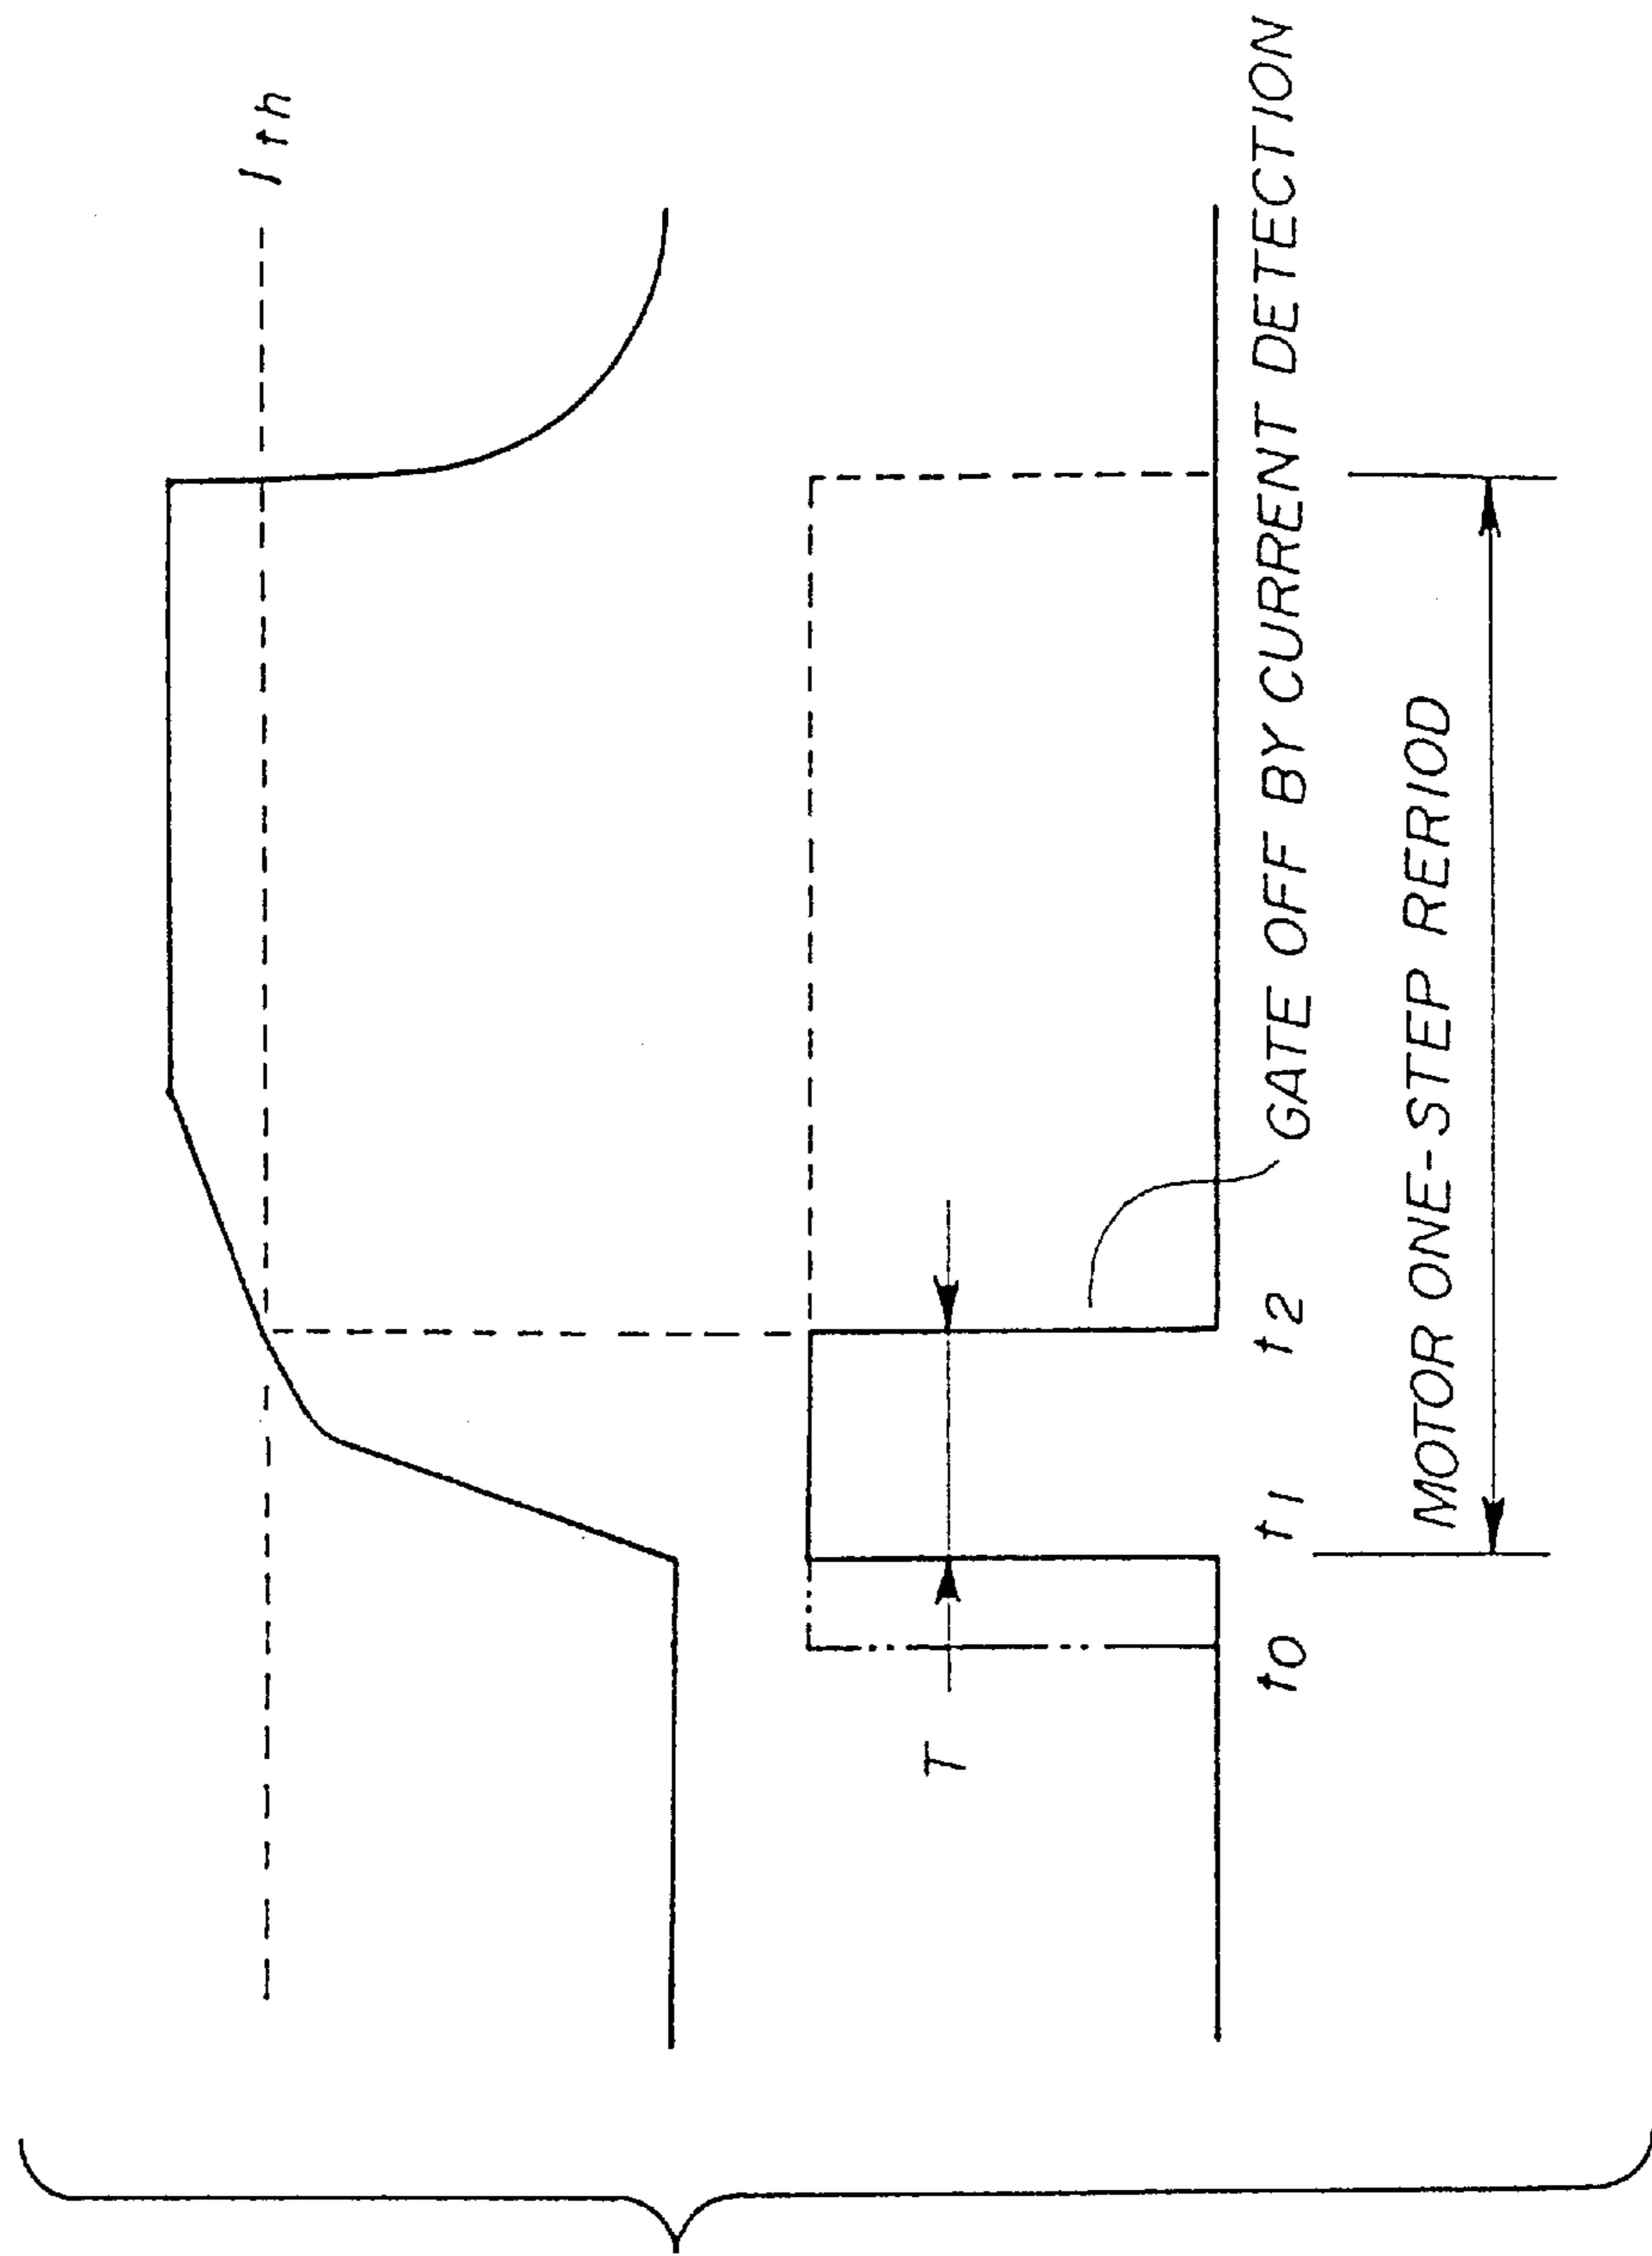 Ith
T
t0 t1 t2
GATE OFF BY CURRENT DETECTION
MOTOR ONE-STEP RERIOD